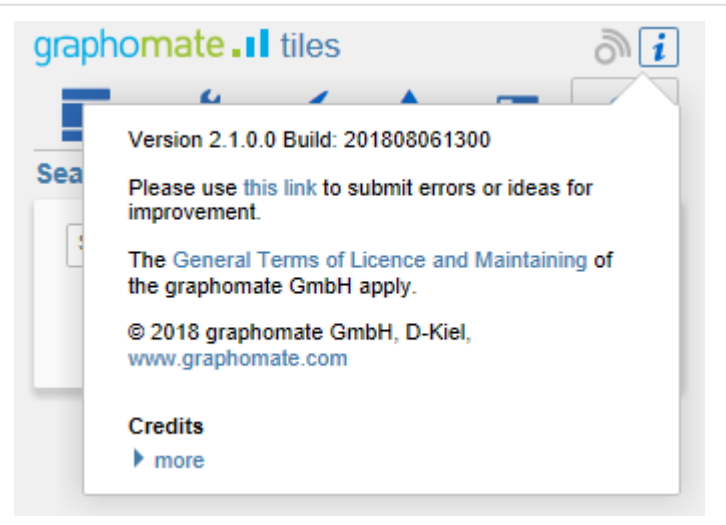 graphomate tiles
i
Version 2.1.0.0 Build: 201808061300
Sea
Please use this link to submit errors or ideas for
improvement.
The General Terms of Licence and Maintaining of
the graphomate GmbH apply.
© 2018 graphomate GmbH, D-Kiel,
www.graphomate.com
Credits
more